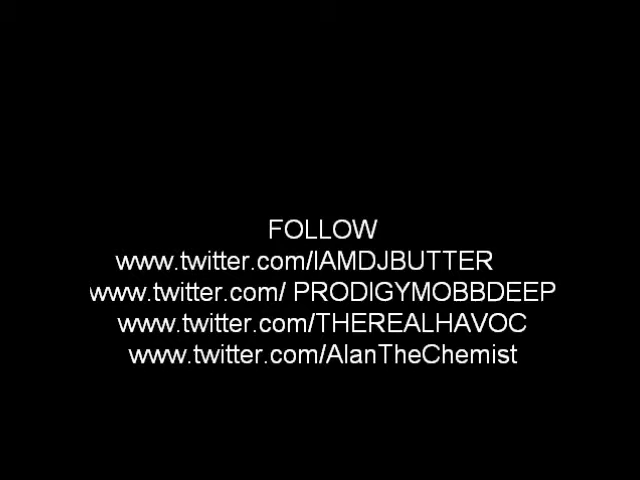 FOLLOW
www.twitter.com/IAMDJBUTTER
www.twitter.com/ PRODIGYMOBBDEEP
www.twitter.com/THEREALHAVOC
www.twitter.com/AlanTheChemist